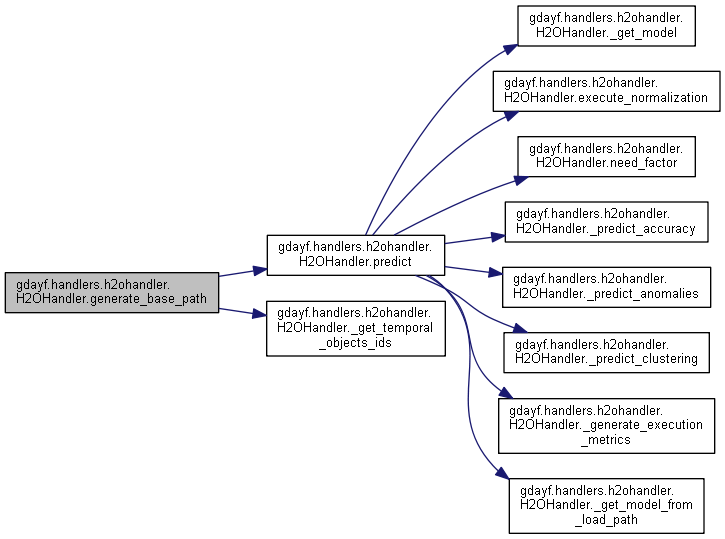 gdayf.handlers.h2ohandler.
H2OHandler.generate_base_path
gdayf.handlers.h2ohandler.
H2OHandler.predict
gdayf.handlers.h2ohandler.
H2OHandler._get_temporal
_objects_ids
gdayf.handlers.h2ohandler.
H2OHandler._get_model
gdayf.handlers.h2ohandler.
H2OHandler.execute_normalization
gdayf.handlers.h2ohandler.
H2OHandler.need_factor
gdayf.handlers.h2ohandler.
H2OHandler._predict_accuracy
gdayf.handlers.h2ohandler.
H2OHandler._predict_anomalies
gdayf.handlers.h2ohandler.
H2OHandler._predict_clustering
gdayf.handlers.h2ohandler.
H2OHandler._generate_execution
_metrics
gdayf.handlers.h2ohandler.
H2OHandler._get_model_from
_load_path